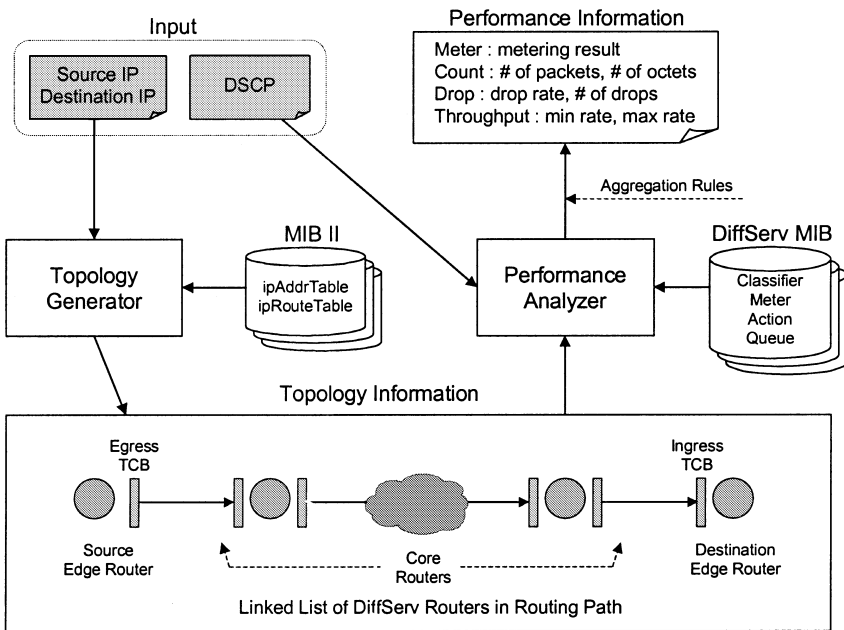 Input
Source IP
Destination IP
DSCP
Performance Information
Meter : metering result
Count : # of packets, # of octets
Drop : drop rate, # of drops
Throughput : min rate, max rate
Aggregation Rules
Topology
Generator
MIB II
ipAddrTable
ipRouteTable
Performance
Analyzer
DiffServ MIB
Classifier
Meter
Action
Queue
Topology Information
Egress
TCB
Ingress
TCB
Source
Edge Router
Core
Routers
Destination
Edge Router
Linked List of DiffServ Routers in Routing Path